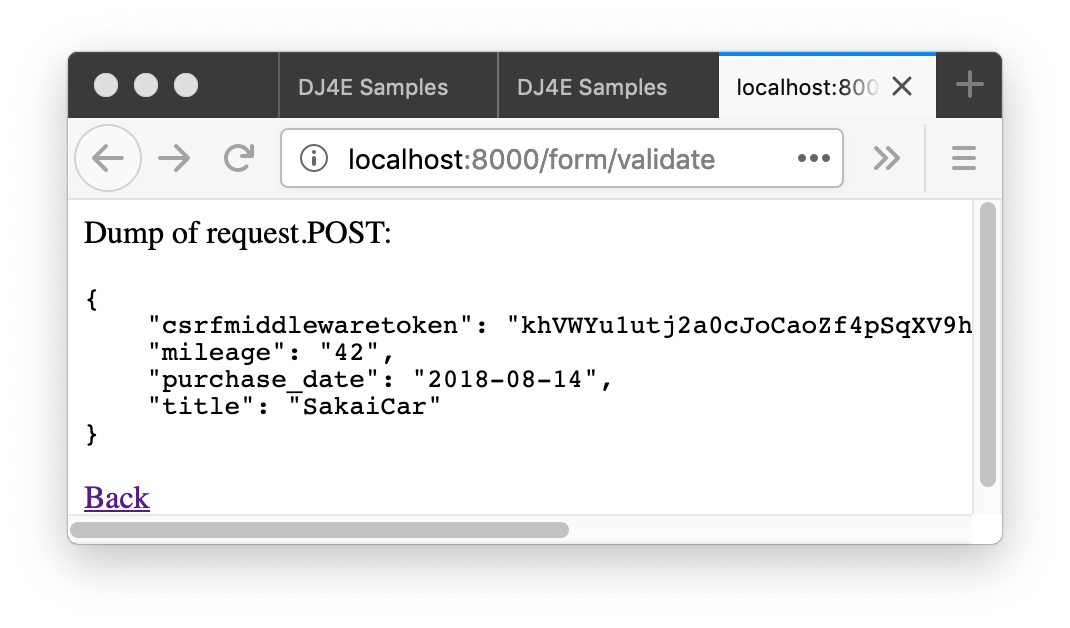 DJ4E Samples
DJ4E Samples
localhost:800
localhost:8000/form/validate
Dump of request.POST:
{
    "csrfmiddlewaretoken": "khVWYu1utj2a0cJoCaoZf4pSqXV9h
    "mileage": "42",
    "purchase_date": "2018-08-14",
    "title": "SakaiCar"
}
Back